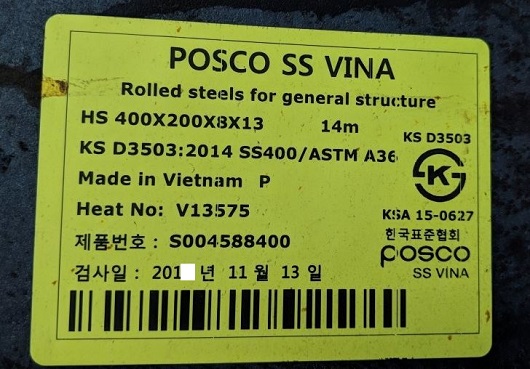 POSCO SS VINA
Rolled steels for general structure
HS 400X200X8X13 14m
KS D3503:2014 SS400/ASTM A36
KS D3503
Made in Vietnam P
Heat No: V13575
KSA 15-0627
제품번호 : S004588400
한국표준협회
posco
SS VINA
검사일 : 201 년 11 월 13 일